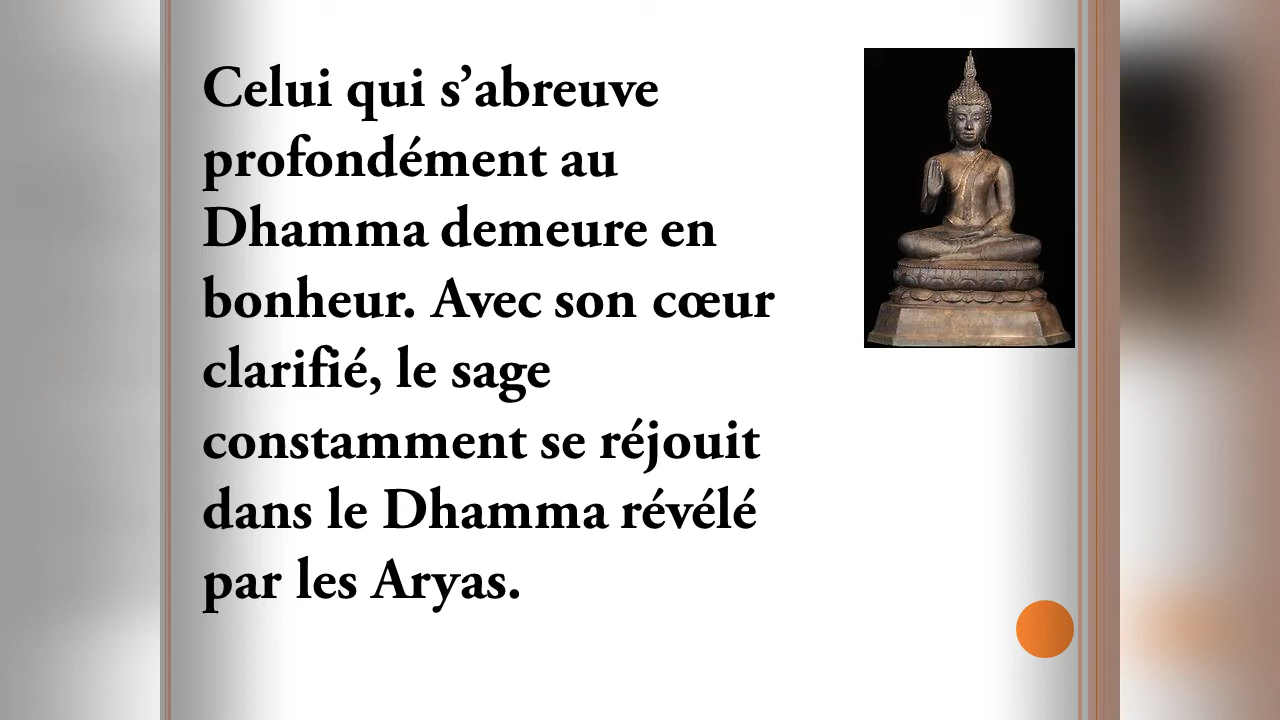 Celui qui s’abreuve
profondément au
Dhamma demeure en
bonheur. Avec son cœur
clarifié, le sage
constamment se réjouit
dans le Dhamma révélé
par les Aryas.